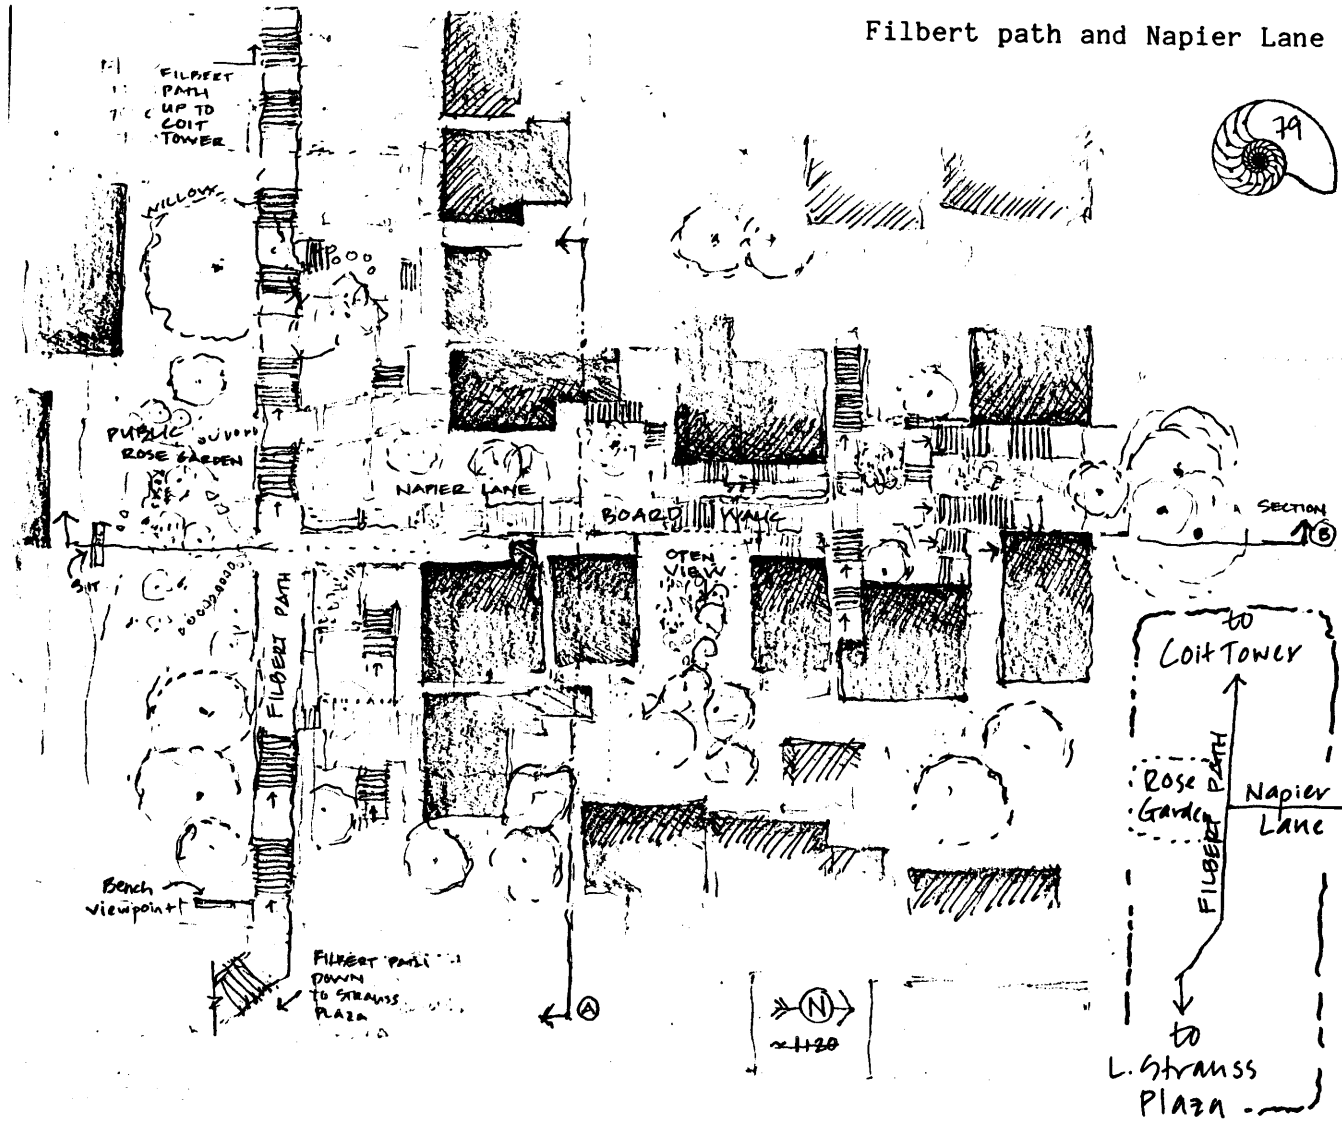 Filbert path and Napier Lane
79
FILBERT
PATH
UP TO
COIT
TOWER
WILLOW
PUBLIC
ROSE GARDEN
NAPIER LANE
BOARD WALK
OPEN
VIEW
SECTION
B
SIT
FILBERT PATH
Bench
viewpoint
FILBERT PATH
DOWN
TO STRAUSS
PLAZA
A
N
to
Coit Tower
FILBERT PATH
Rose
Garden
Napier
Lane
to
L. Strauss
Plaza